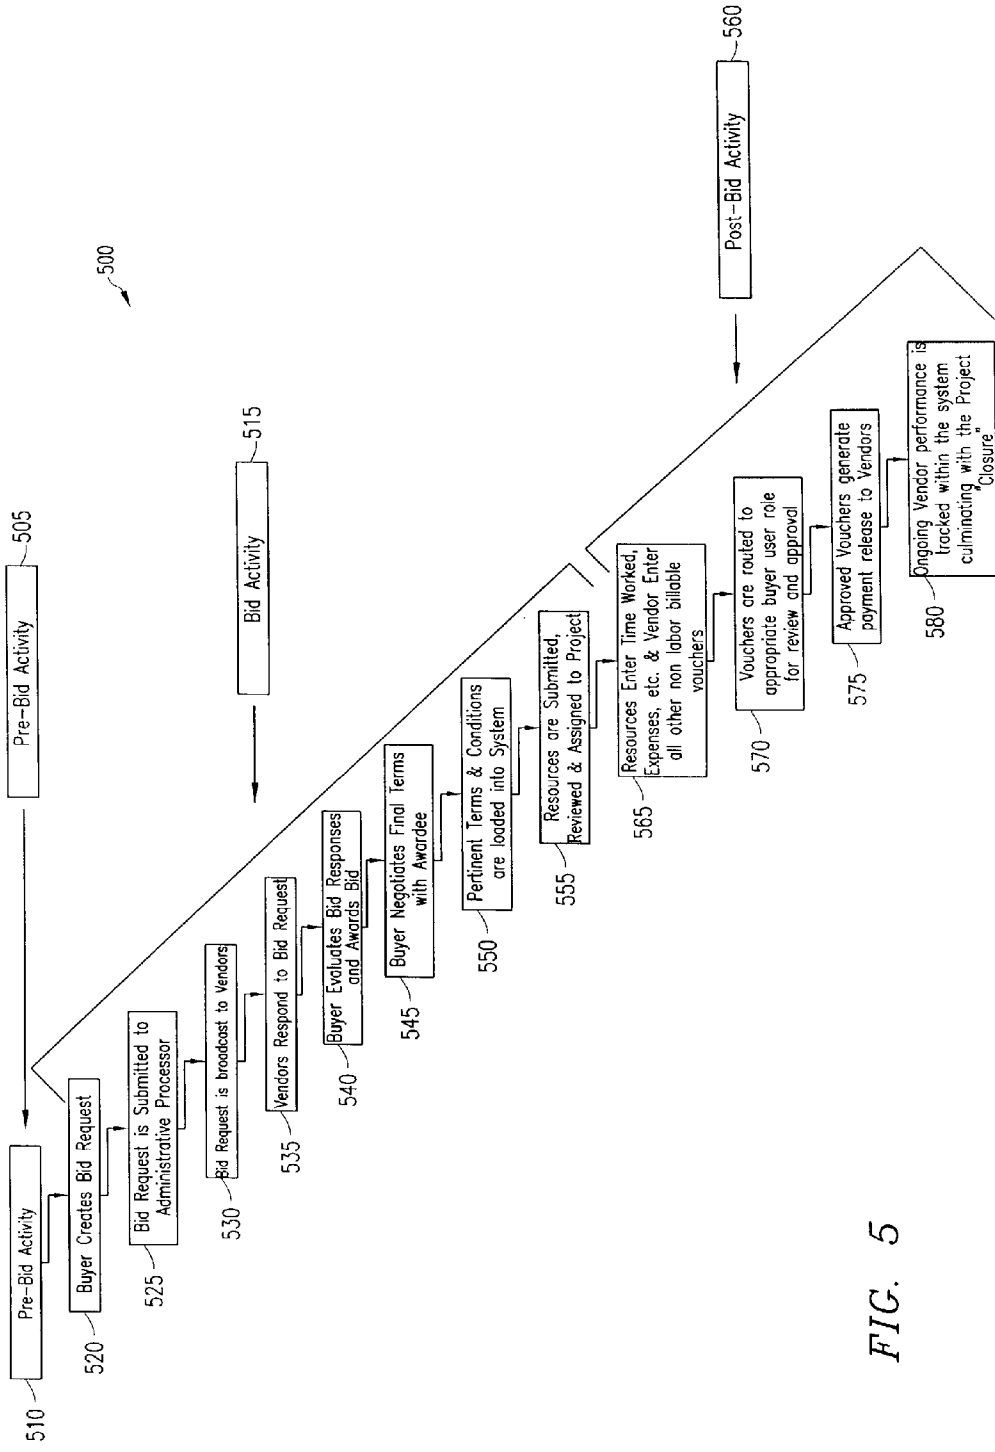 500
Pre-Bid Activity
505
510
Pre-Bid Activity
Bid Activity
515
520
Buyer Creates Bid Request
525
Bid Request is Submitted to
Administrative Processor
530
Bid Request is broadcast to Vendors
535
Vendors Respond to Bid Request
540
Buyer Evaluates Bid Responses
and Awards Bid
545
Buyer Negotiates Final Terms
with Awardee
550
Pertinent Terms & Conditions
are loaded into System
555
Resources are Submitted,
Reviewed & Assigned to Project
Post-Bid Activity
560
565
Resources Enter Time Worked,
Expenses, etc. & Vendor Enter
all other non labor billable
vouchers
570
Vouchers are routed to
appropriate buyer user role
for review and approval
575
Approved Vouchers generate
payment release to Vendors
580
Ongoing Vendor performance is
tracked within the system
culminating with the Project
"Closure"
FIG. 5